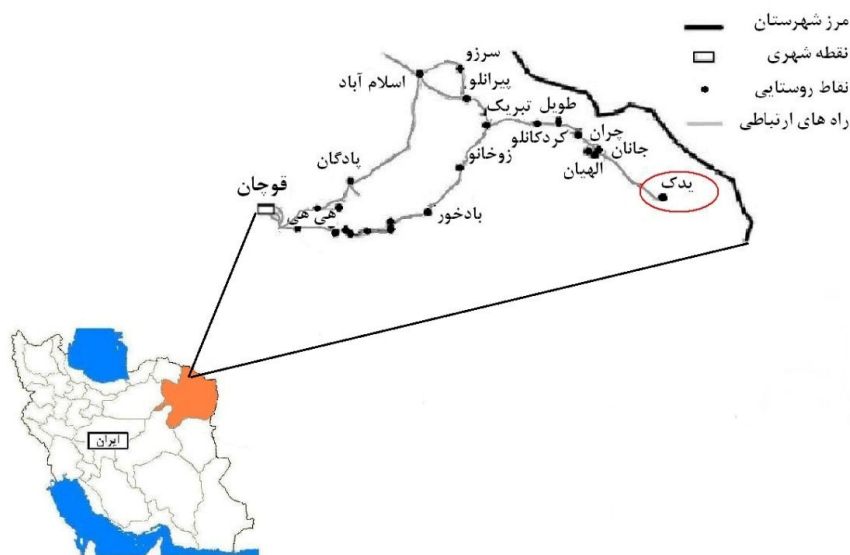 مرز شهرستان
نقطه شهری
نقاط روستایی
راه های ارتباطی
سرزو
پیرانلو
اسلام آباد
تبریک
طویل
کردکانلو
چران
جانان
الهیان
زوخانو
یدک
پادگان
قوچان
هی هی
بادخور
ایران